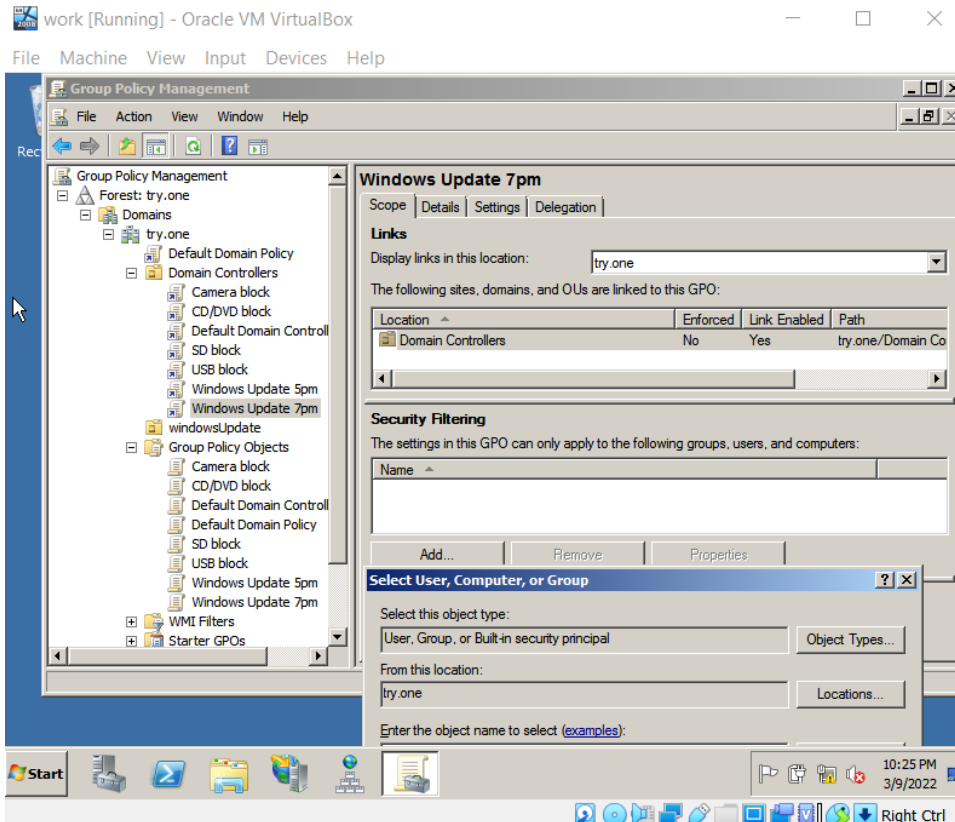 work [Running] - Oracle VM VirtualBox
File Machine View Input Devices Help
Group Policy Management
File Action View Window Help
Rec
Group Policy Management
Forest: try.one
Domains
try.one
Default Domain Policy
Domain Controllers
Camera block
CD/DVD block
Default Domain Controll
SD block
USB block
Windows Update 5pm
Windows Update 7pm
windowsUpdate
Group Policy Objects
Camera block
CD/DVD block
Default Domain Controll
Default Domain Policy
SD block
USB block
Windows Update 5pm
Windows Update 7pm
WMI Filters
Starter GPOs
Windows Update 7pm
Scope Details Settings Delegation
Links
Display links in this location: try.one
The following sites, domains, and OUs are linked to this GPO:
Location Enforced Link Enabled Path
Domain Controllers No Yes try.one/Domain Co
Security Filtering
The settings in this GPO can only apply to the following groups, users, and computers:
Name
Add... Remove Properties
Select User, Computer, or Group
Select this object type:
User, Group, or Built-in security principal Object Types...
From this location:
try.one Locations...
Enter the object name to select (examples):
Start
10:25 PM
3/9/2022
Right Ctrl